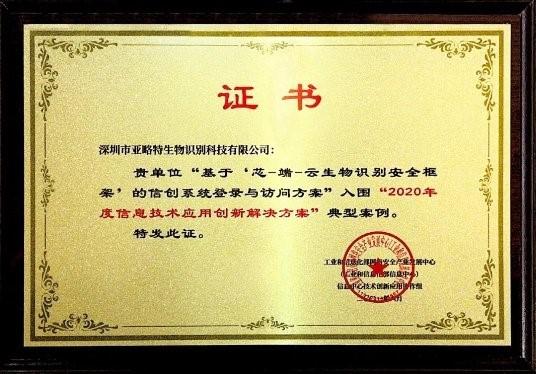 证书
深圳市亚略特生物识别科技有限公司：
贵单位“基于‘芯-端-云生物识别安全框
架’的信创系统登录与访问方案”入围“2020年
度信息技术应用创新解决方案”典型案例。
特发此证。
工业和信息化部网络安全产业发展中心
（工业和信息化部信息中心）
信息中心技术创新应用工作组